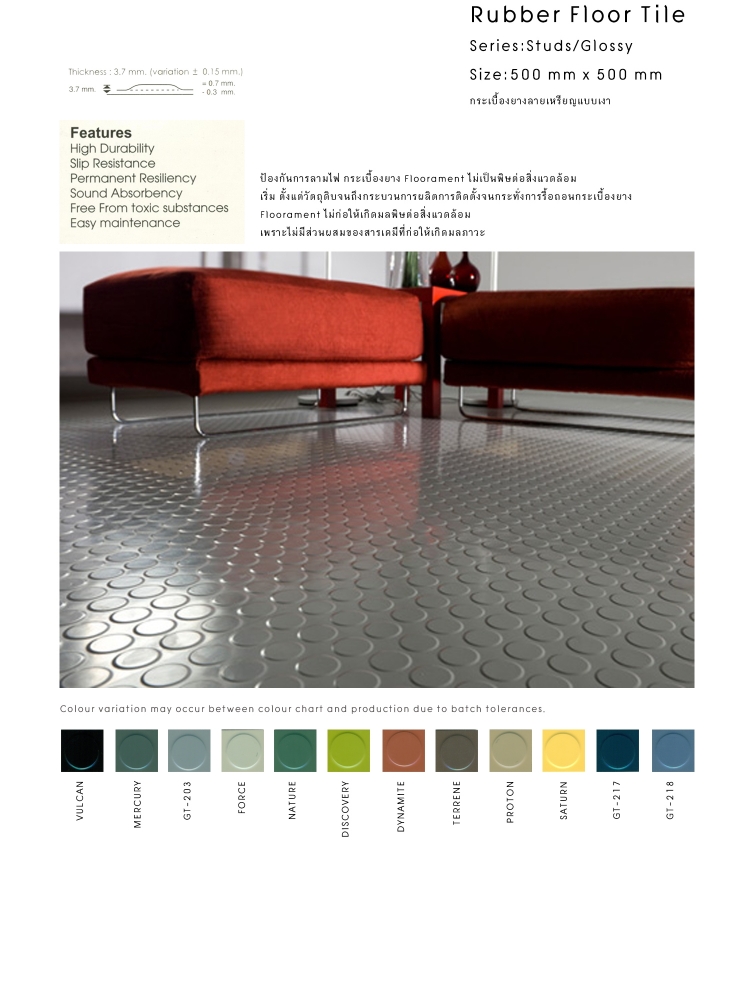 Rubber Floor Tile
Series:Studs/Glossy
Size:500 mm x 500 mm
กระเบื้องยางลายเหรียญแบบเงา
Thickness : 3.7 mm. (variation ± 0.15 mm.)
3.7 mm.
= 0.7 mm.
- 0.3 mm.
Features
High Durability
Slip Resistance
Permanent Resiliency
Sound Absorbency
Free From toxic substances
Easy maintenance
ป้องกันการลามไฟ กระเบื้องยาง Floorament ไม่เป็นพิษต่อสิ่งแวดล้อม
เริ่ม ตั้งแต่วัตถุดิบจนถึงกระบวนการผลิตการติดตั้งจนกระทั่งการรื้อถอนกระเบื้องยาง
Floorament ไม่ก่อให้เกิดมลพิษต่อสิ่งแวดล้อม
เพราะไม่มีส่วนผสมของสารเคมีที่ก่อให้เกิดมลภาวะ
Colour variation may occur between colour chart and production due to batch tolerances.
VULCAN
MERCURY
GT-203
FORCE
NATURE
DISCOVERY
DYNAMITE
TERRENE
PROTON
SATURN
GT-217
GT-218